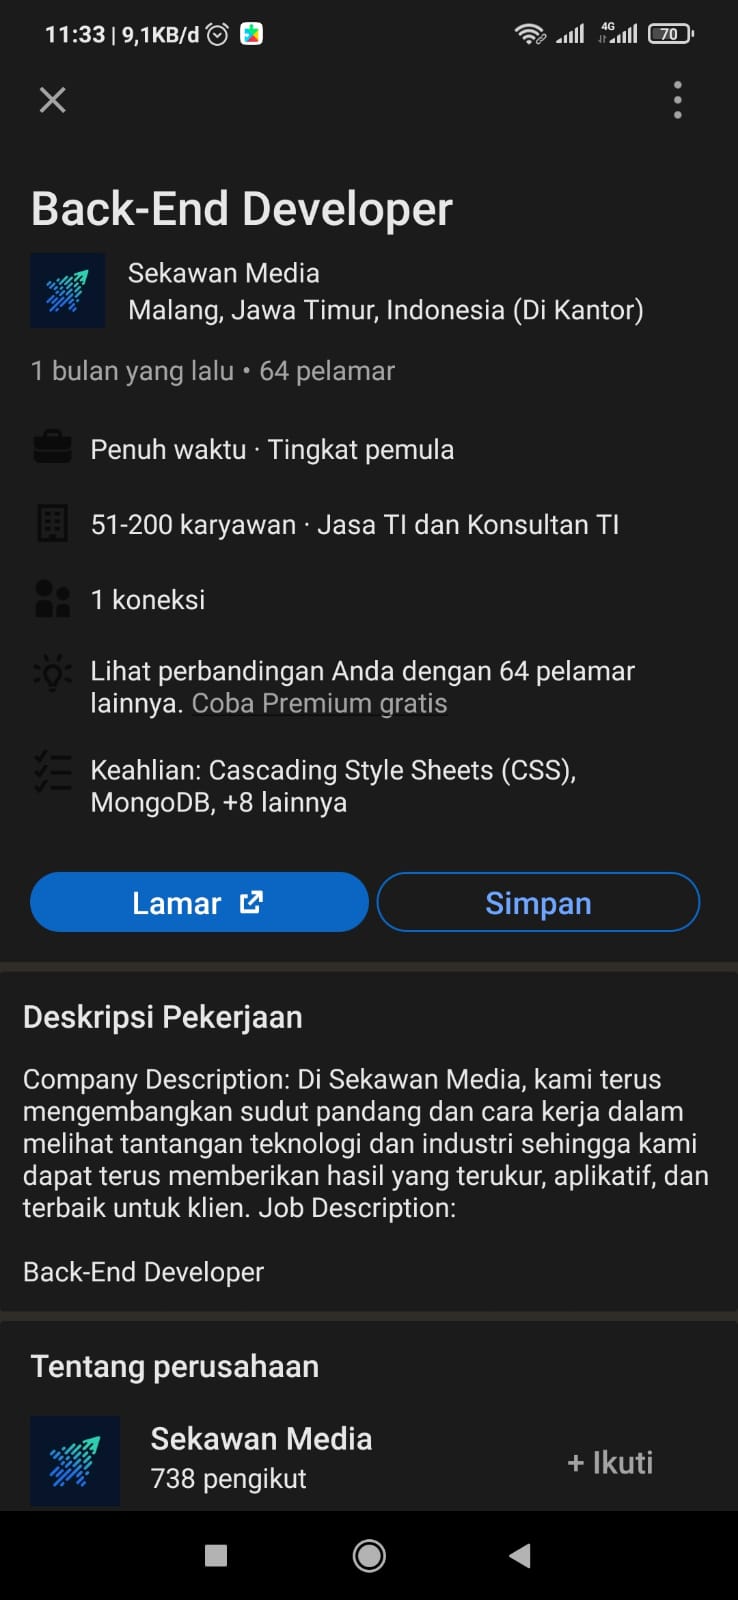 11:33 | 9,1KB/d
4G
70
Back-End Developer
Sekawan Media
Malang, Jawa Timur, Indonesia (Di Kantor)
1 bulan yang lalu • 64 pelamar
Penuh waktu · Tingkat pemula
51-200 karyawan · Jasa TI dan Konsultan TI
1 koneksi
Lihat perbandingan Anda dengan 64 pelamar
lainnya. Coba Premium gratis
Keahlian: Cascading Style Sheets (CSS),
MongoDB, +8 lainnya
Lamar
Simpan
Deskripsi Pekerjaan
Company Description: Di Sekawan Media, kami terus
mengembangkan sudut pandang dan cara kerja dalam
melihat tantangan teknologi dan industri sehingga kami
dapat terus memberikan hasil yang terukur, aplikatif, dan
terbaik untuk klien. Job Description:
Back-End Developer
Tentang perusahaan
Sekawan Media
738 pengikut
+ Ikuti